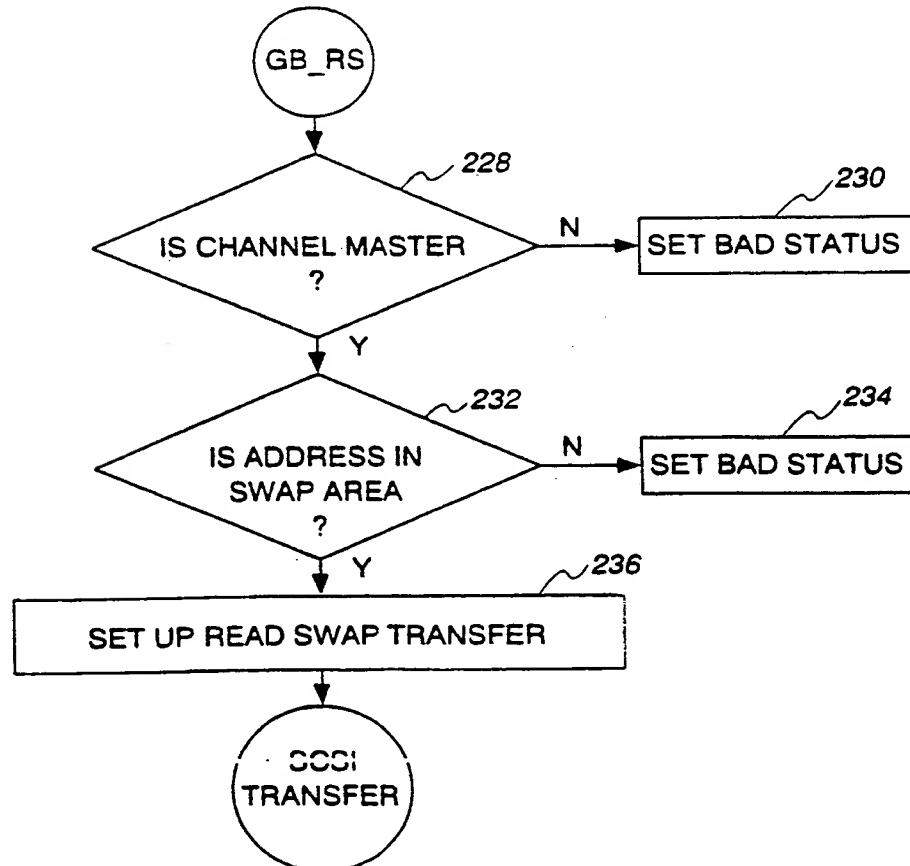 GB_RS
228
IS CHANNEL MASTER
?
N
230
SET BAD STATUS
Y
232
IS ADDRESS IN
SWAP AREA
?
N
234
SET BAD STATUS
Y
236
SET UP READ SWAP TRANSFER
SCSI
TRANSFER